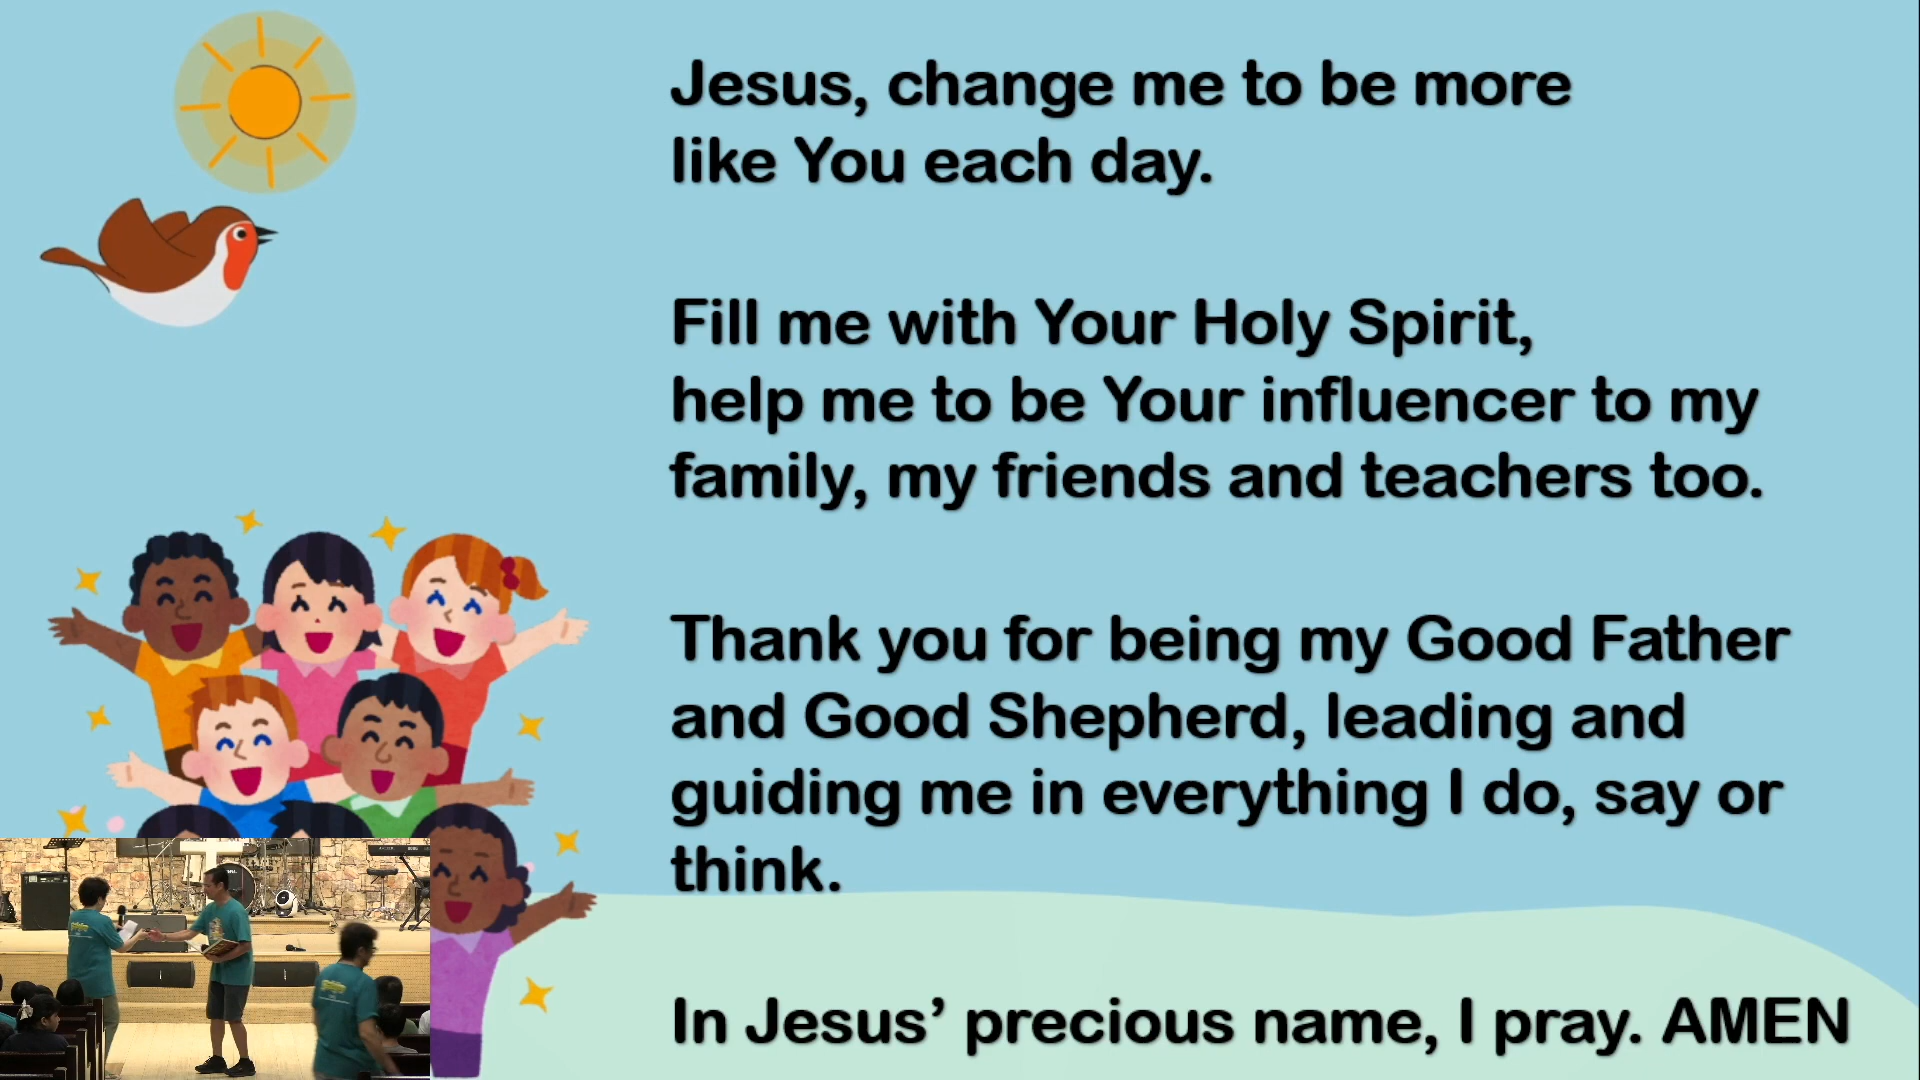 Jesus, change me to be more
like You each day.
Fill me with Your Holy Spirit,
help me to be Your influencer to my
family, my friends and teachers too.
Thank you for being my Good Father
and Good Shepherd, leading and
guiding me in everything I do, say or
think.
In Jesus’ precious name, I pray. AMEN